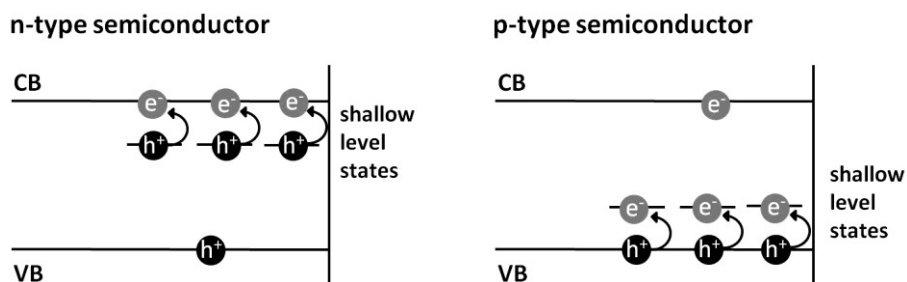 n-type semiconductor
CB
e⁻ e⁻ e⁻
h⁺ h⁺ h⁺
shallow
level
states
h⁺
VB
p-type semiconductor
CB
e⁻
e⁻ e⁻ e⁻
shallow
level
states
h⁺ h⁺ h⁺
VB